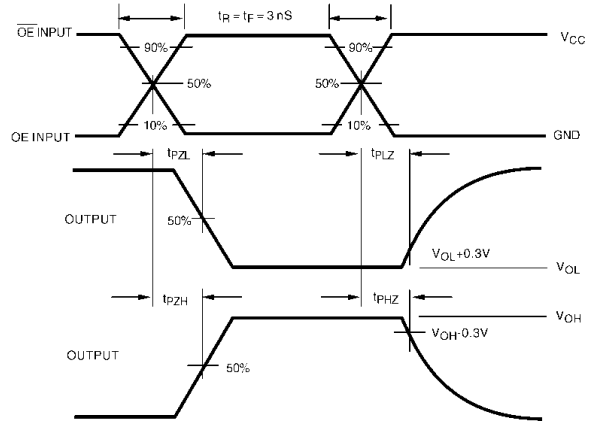 t_R = t_F = 3 nS
OE INPUT
90%
90%
V_CC
50%
50%
10%
10%
OE INPUT
GND
t_PZL
t_PLZ
OUTPUT
50%
V_OL+0.3V
V_OL
t_PZH
t_PHZ
V_OH
V_OH-0.3V
OUTPUT
50%